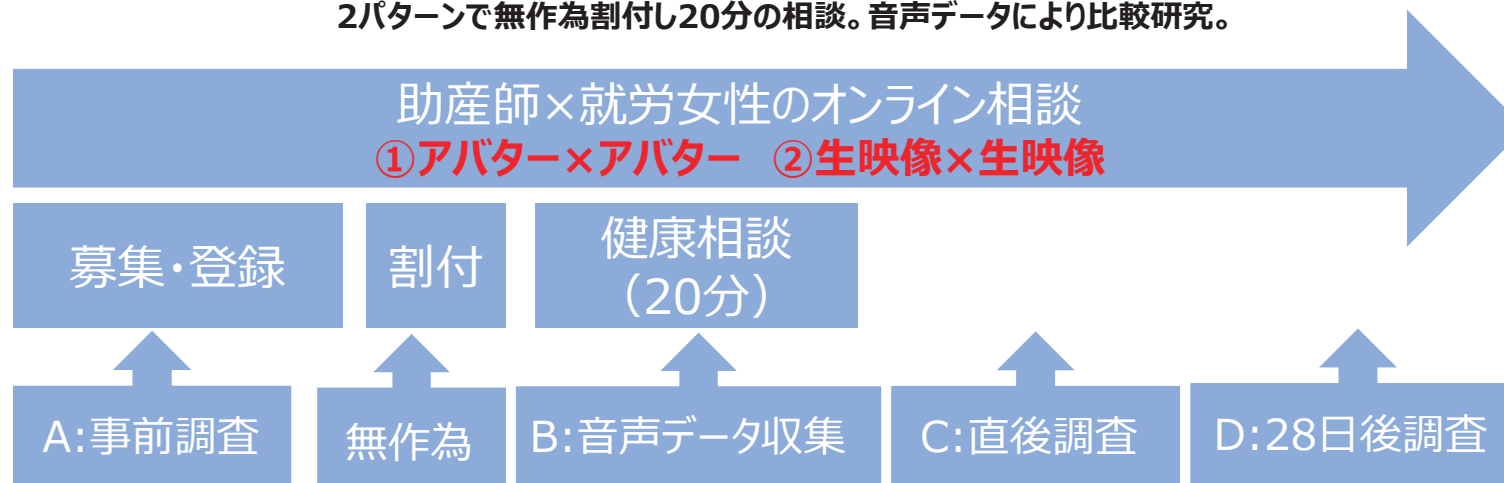 2パターンで無作為割付し20分の相談。音声データにより比較研究。
助産師×就労女性のオンライン相談
①アバター×アバター ②生映像×生映像
募集・登録
割付
健康相談
（20分）
A:事前調査
無作為
B:音声データ収集
C:直後調査
D:28日後調査